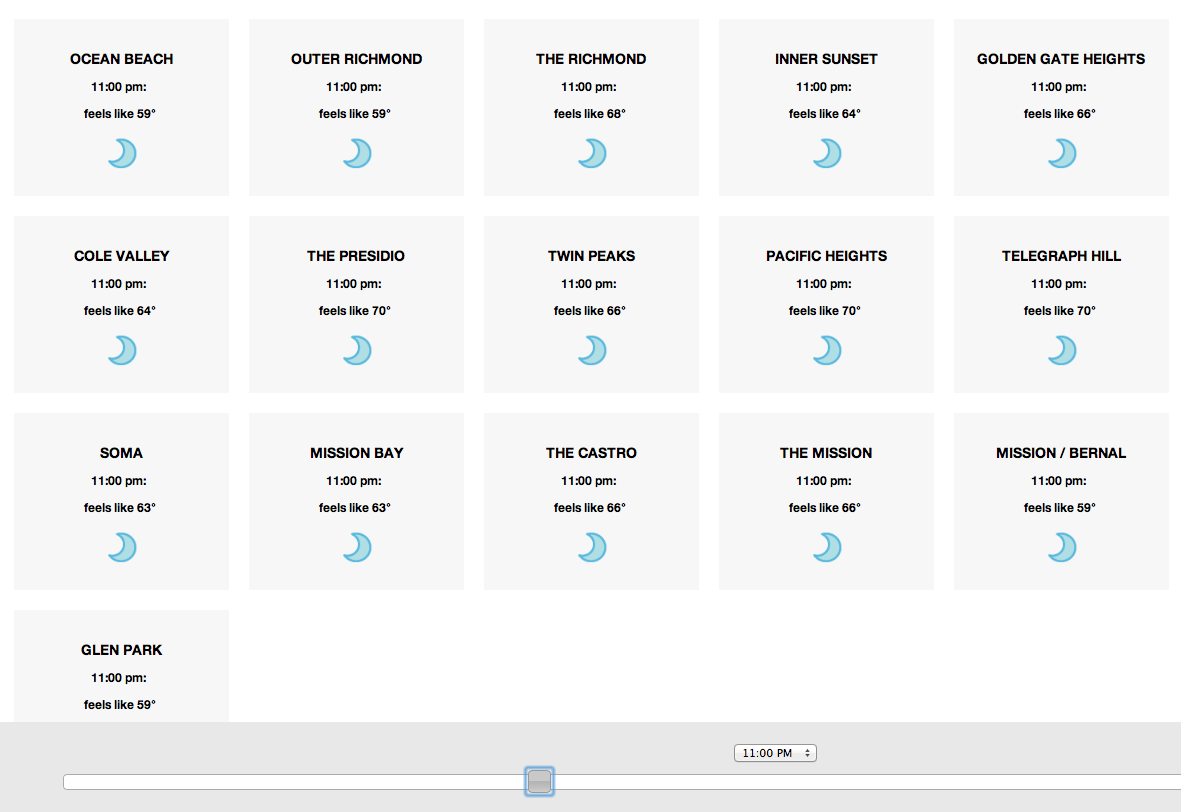 OCEAN BEACH
11:00 pm:
feels like 59°
OUTER RICHMOND
11:00 pm:
feels like 59°
THE RICHMOND
11:00 pm:
feels like 68°
INNER SUNSET
11:00 pm:
feels like 64°
GOLDEN GATE HEIGHTS
11:00 pm:
feels like 66°
COLE VALLEY
11:00 pm:
feels like 64°
THE PRESIDIO
11:00 pm:
feels like 70°
TWIN PEAKS
11:00 pm:
feels like 66°
PACIFIC HEIGHTS
11:00 pm:
feels like 70°
TELEGRAPH HILL
11:00 pm:
feels like 70°
SOMA
11:00 pm:
feels like 63°
MISSION BAY
11:00 pm:
feels like 63°
THE CASTRO
11:00 pm:
feels like 66°
THE MISSION
11:00 pm:
feels like 66°
MISSION / BERNAL
11:00 pm:
feels like 59°
GLEN PARK
11:00 pm:
feels like 59°
11:00 PM